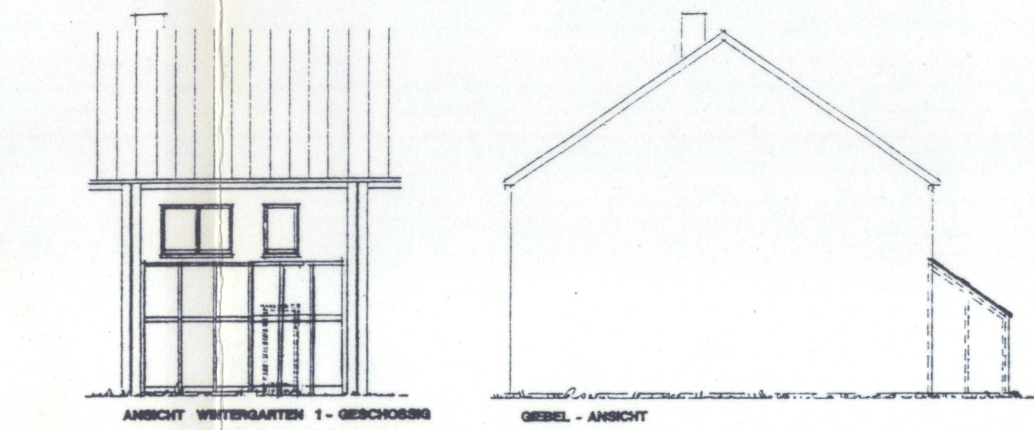 ANSICHT WINTERGARTEN 1 - GESCHOSSIG
GIEBEL - ANSICHT